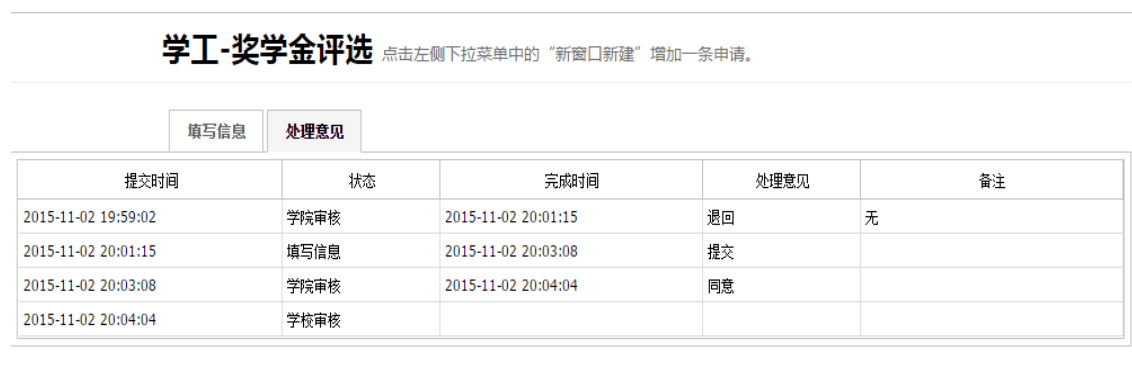 学工-奖学金评选 点击左侧下拉菜单中的“新窗口新建”增加一条申请。
填写信息 处理意见
提交时间 状态 完成时间 处理意见 备注
2015-11-02 19:59:02 学院审核 2015-11-02 20:01:15 退回 无
2015-11-02 20:01:15 填写信息 2015-11-02 20:03:08 提交
2015-11-02 20:03:08 学院审核 2015-11-02 20:04:04 同意
2015-11-02 20:04:04 学校审核